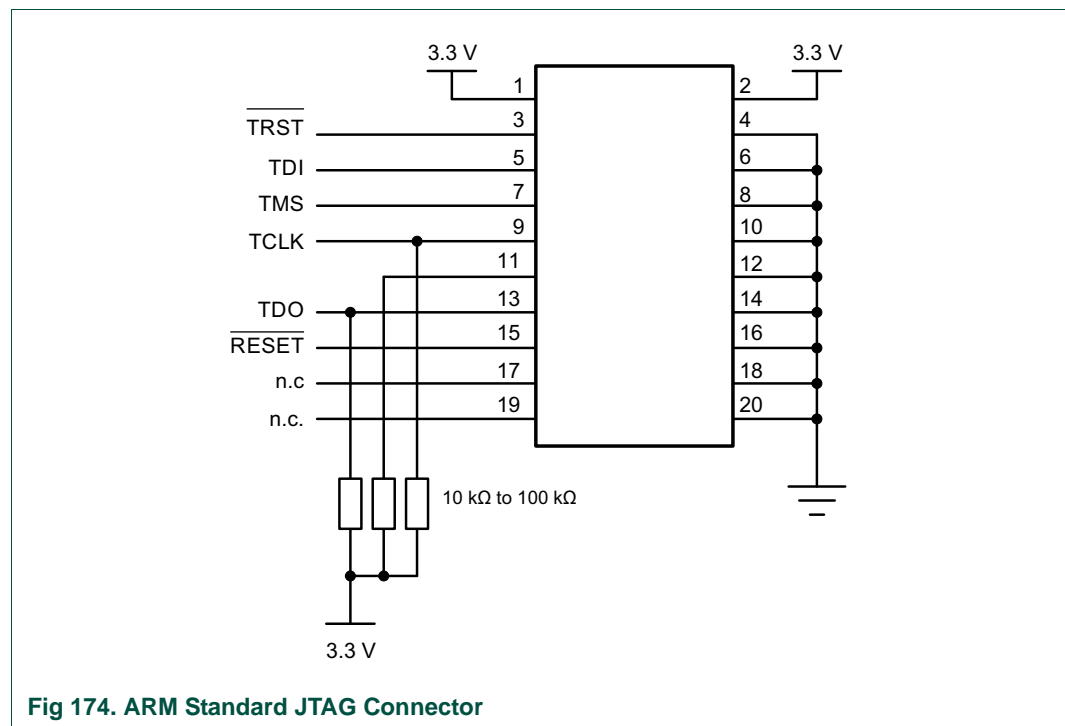 3.3 V 3.3 V
1 2
TRST 3 4
TDI 5 6
TMS 7 8
TCLK 9 10
11 12
TDO 13 14
RESET 15 16
n.c 17 18
n.c. 19 20
10 kΩ to 100 kΩ
3.3 V
Fig 174. ARM Standard JTAG Connector